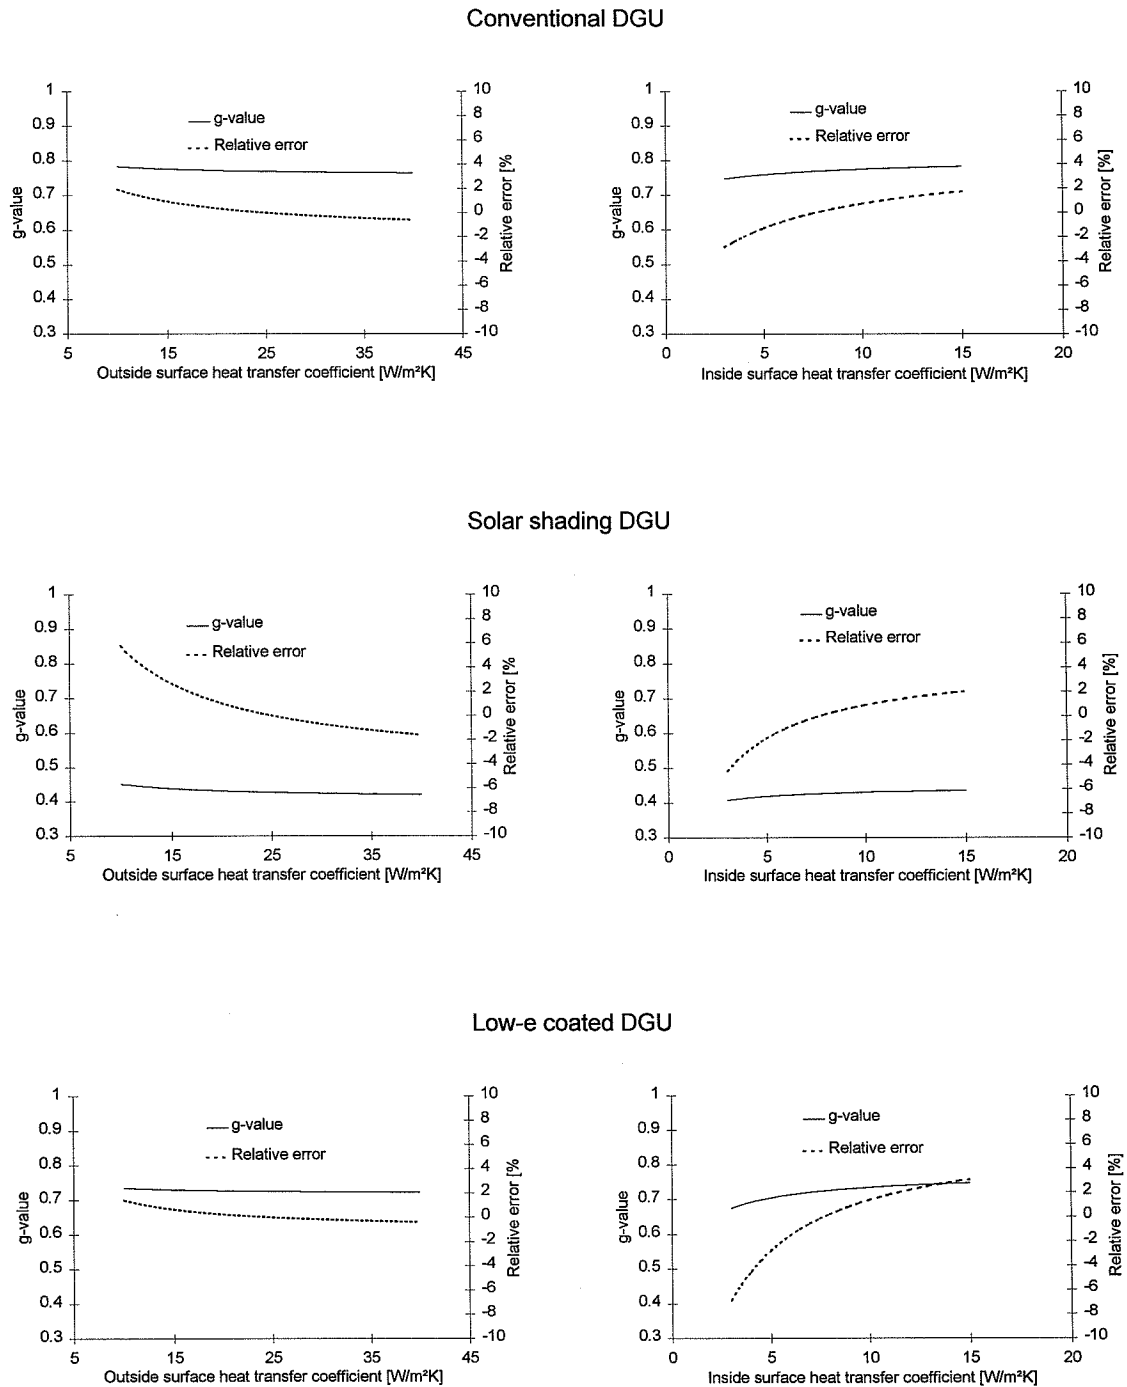 Conventional DGU
1
0.9
0.8
0.7
0.6
0.5
0.4
0.3
g-value
5 15 25 35 45
Outside surface heat transfer coefficient [W/m²K]
g-value
Relative error
10
8
6
4
2
0
-2
-4
-6
-8
-10
Relative error [%
1
0.9
0.8
0.7
0.6
0.5
0.4
0.3
g-value
0 5 10 15 20
Inside surface heat transfer coefficient [W/m²K]
g-value
Relative error
10
8
6
4
2
0
-2
-4
-6
-8
-10
Relative error [%]
Solar shading DGU
1
0.9
0.8
0.7
0.6
0.5
0.4
0.3
g-value
5 15 25 35 45
Outside surface heat transfer coefficient [W/m²K]
g-value
Relative error
10
8
6
4
2
0
-2
-4
-6
-8
-10
Relative error [%
1
0.9
0.8
0.7
0.6
0.5
0.4
0.3
g-value
0 5 10 15 20
Inside surface heat transfer coefficient [W/m²K]
g-value
Relative error
10
8
6
4
2
0
-2
-4
-6
-8
-10
Relative error [%]
Low-e coated DGU
1
0.9
0.8
0.7
0.6
0.5
0.4
0.3
g-value
5 15 25 35 45
Outside surface heat transfer coefficient [W/m²K]
g-value
Relative error
10
8
6
4
2
0
-2
-4
-6
-8
-10
Relative error [%
1
0.9
0.8
0.7
0.6
0.5
0.4
0.3
g-value
0 5 10 15 20
Inside surface heat transfer coefficient [W/m²K]
g-value
Relative error
10
8
6
4
2
0
-2
-4
-6
-8
-10
Relative error [%]